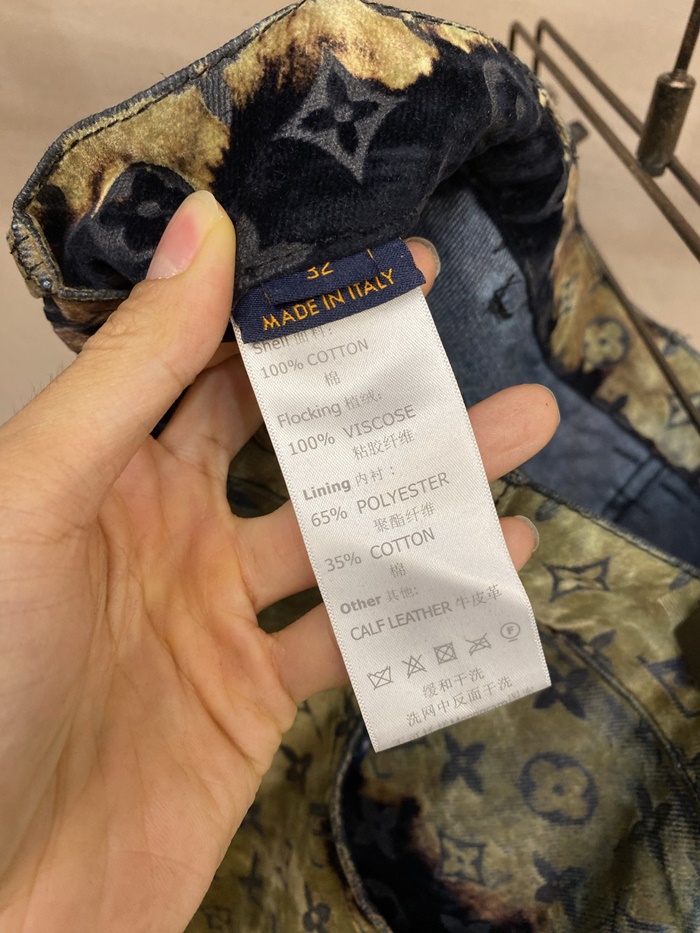 32
MADE IN ITALY
Shell 面料:
100% COTTON
棉
Flocking 植绒:
100% VISCOSE
粘胶纤维
Lining 内衬:
65% POLYESTER
聚酯纤维
35% COTTON
棉
Other 其他:
CALF LEATHER 牛皮革
F
缓和干洗
洗网中反面干洗